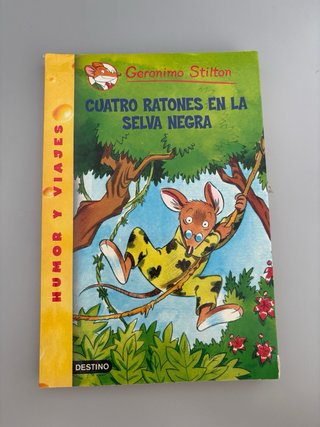 Geronimo Stilton
CUATRO RATONES EN LA
SELVA NEGRA
HUMOR Y VIAJES
DESTINO